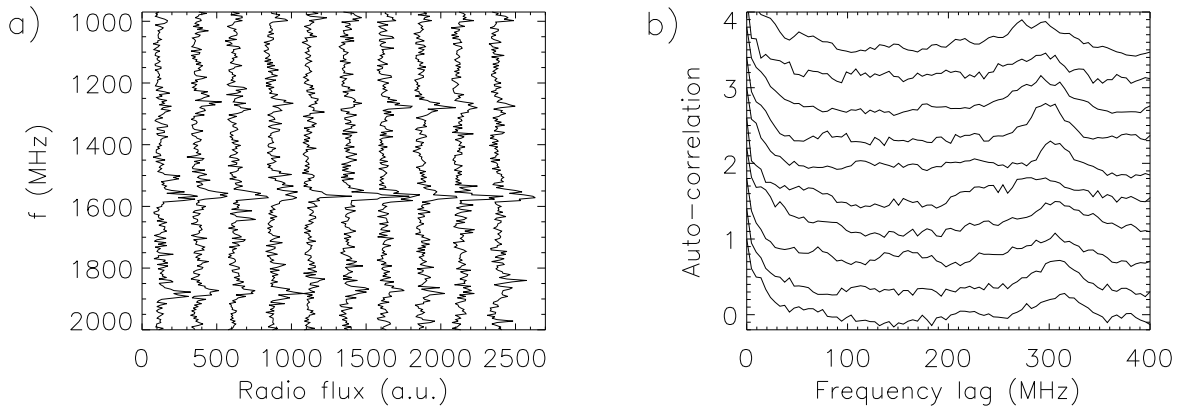 a)
f (MHz)
1000
1200
1400
1600
1800
2000
0 500 1000 1500 2000 2500
Radio flux (a.u.)
b)
Auto-correlation
4
3
2
1
0
0 100 200 300 400
Frequency lag (MHz)